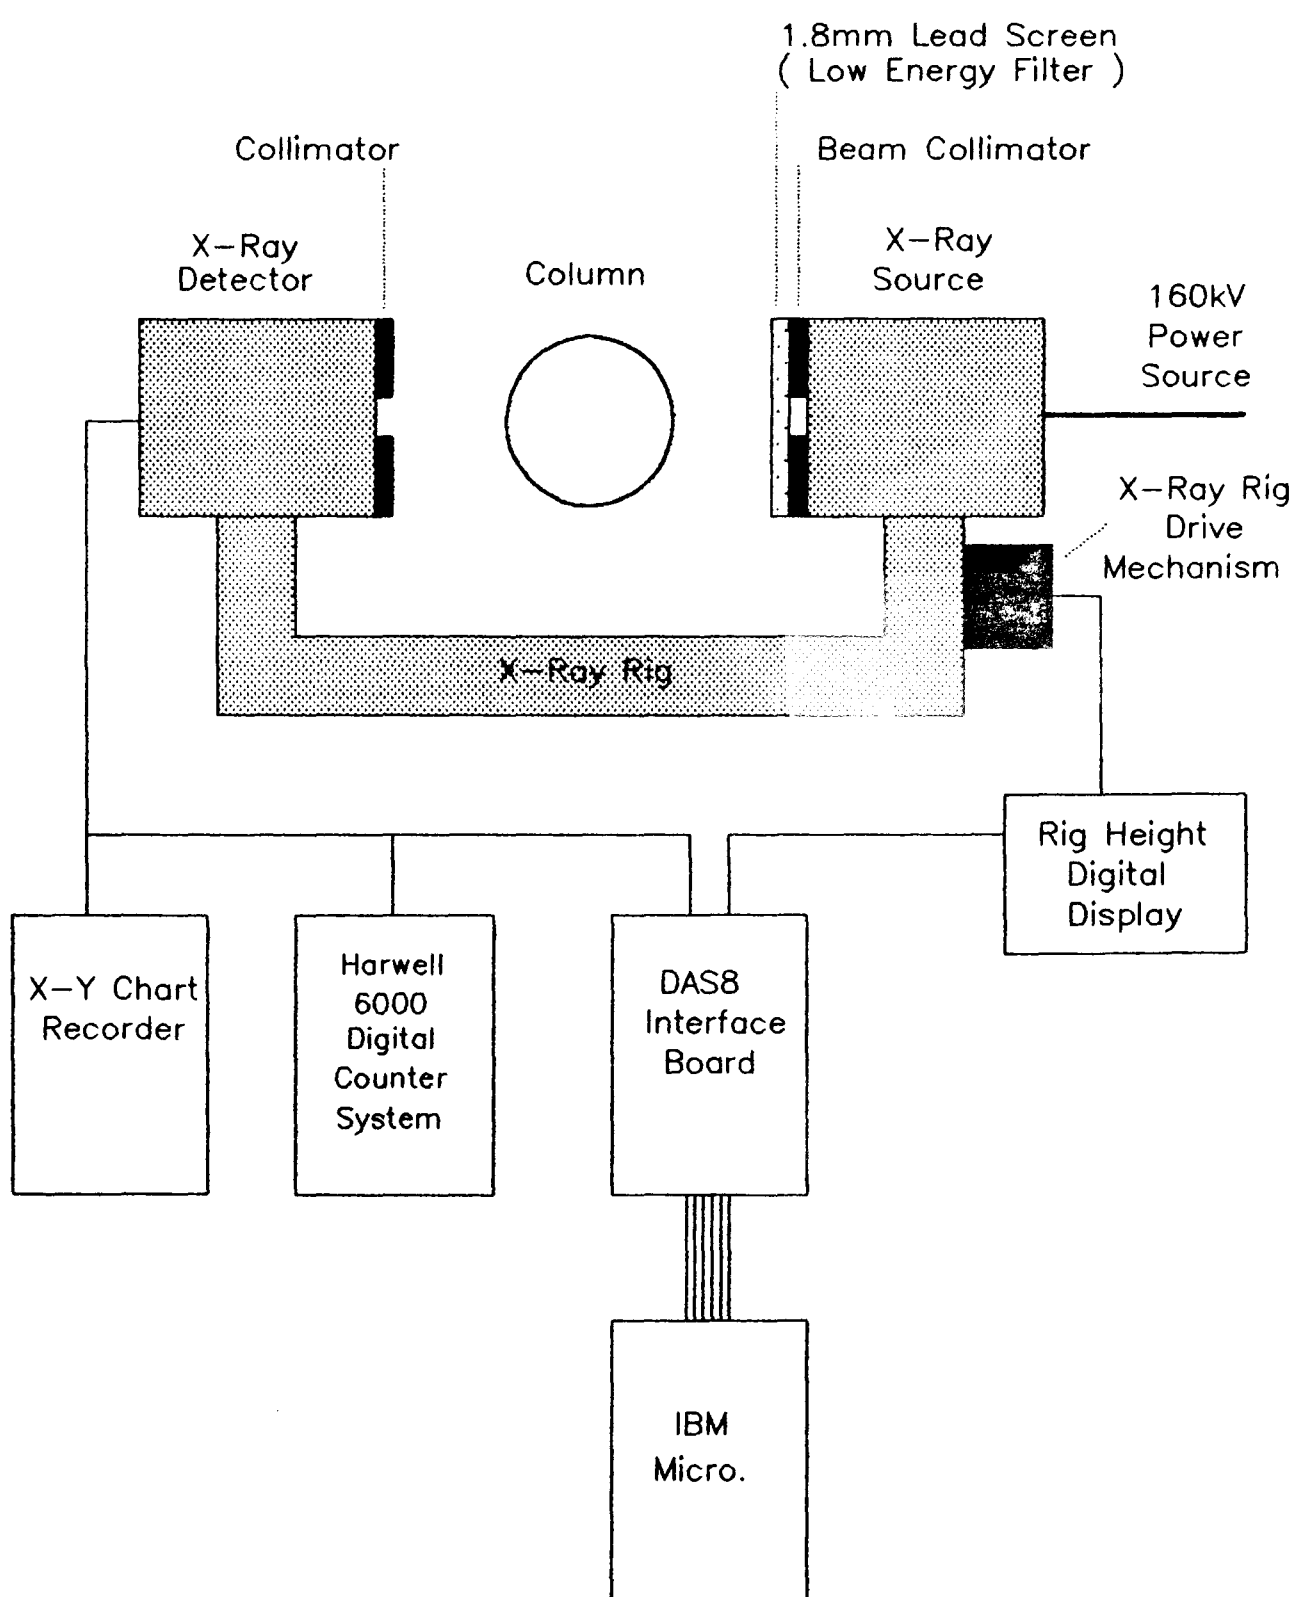 1.8mm Lead Screen
( Low Energy Filter )
Collimator
Beam Collimator
X-Ray
Detector
Column
X-Ray
Source
160kV
Power
Source
X-Ray Rig
Drive
Mechanism
X-Ray Rig
Rig Height
Digital
Display
X-Y Chart
Recorder
Harwell
6000
Digital
Counter
System
DAS8
Interface
Board
IBM
Micro.